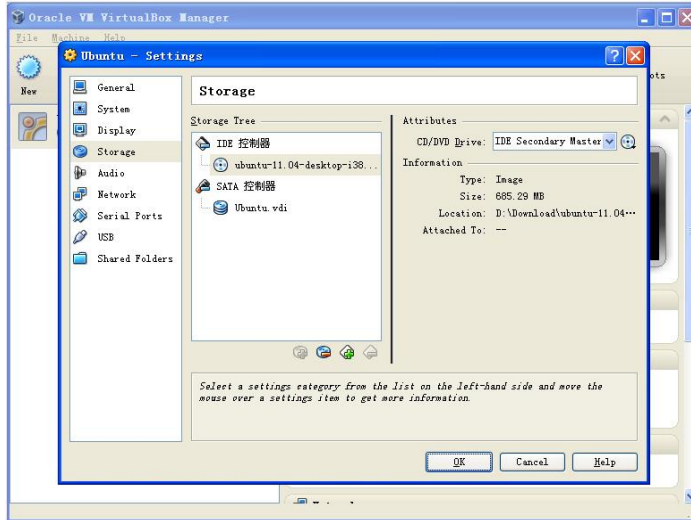 Oracle VM VirtualBox Manager
File Machine Help
New
Ubuntu - Settings
General
System
Display
Storage
Audio
Network
Serial Ports
USB
Shared Folders
Storage
Storage Tree
IDE 控制器
ubuntu-11.04-desktop-i38...
SATA 控制器
Ubuntu.vdi
Attributes
CD/DVD Drive: IDE Secondary Master
Information
Type: Image
Size: 685.29 MB
Location: D:\Download\ubuntu-11.04...
Attached To: --
Select a settings category from the list on the left-hand side and move the
mouse over a settings item to get more information.
OK Cancel Help